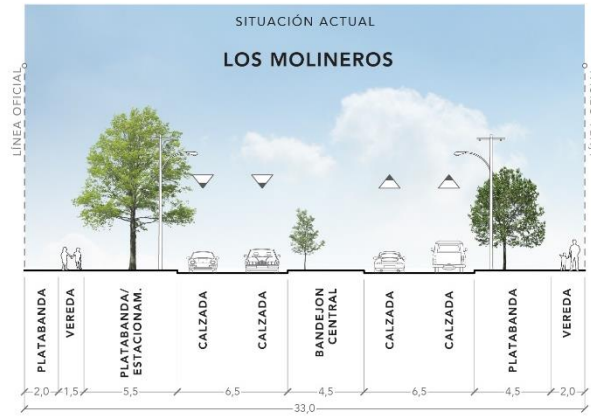 SITUACIÓN ACTUAL
LOS MOLINEROS
LÍNEA OFICIAL
PLATABANDA
VEREDA
PLATABANDA/
ESTACIONAM.
CALZADA
CALZADA
BANDEJON
CENTRAL
CALZADA
CALZADA
PLATABANDA
VEREDA
2,0 1,5 5,5 6,5 4,5 6,5 4,5 2,0
33,0